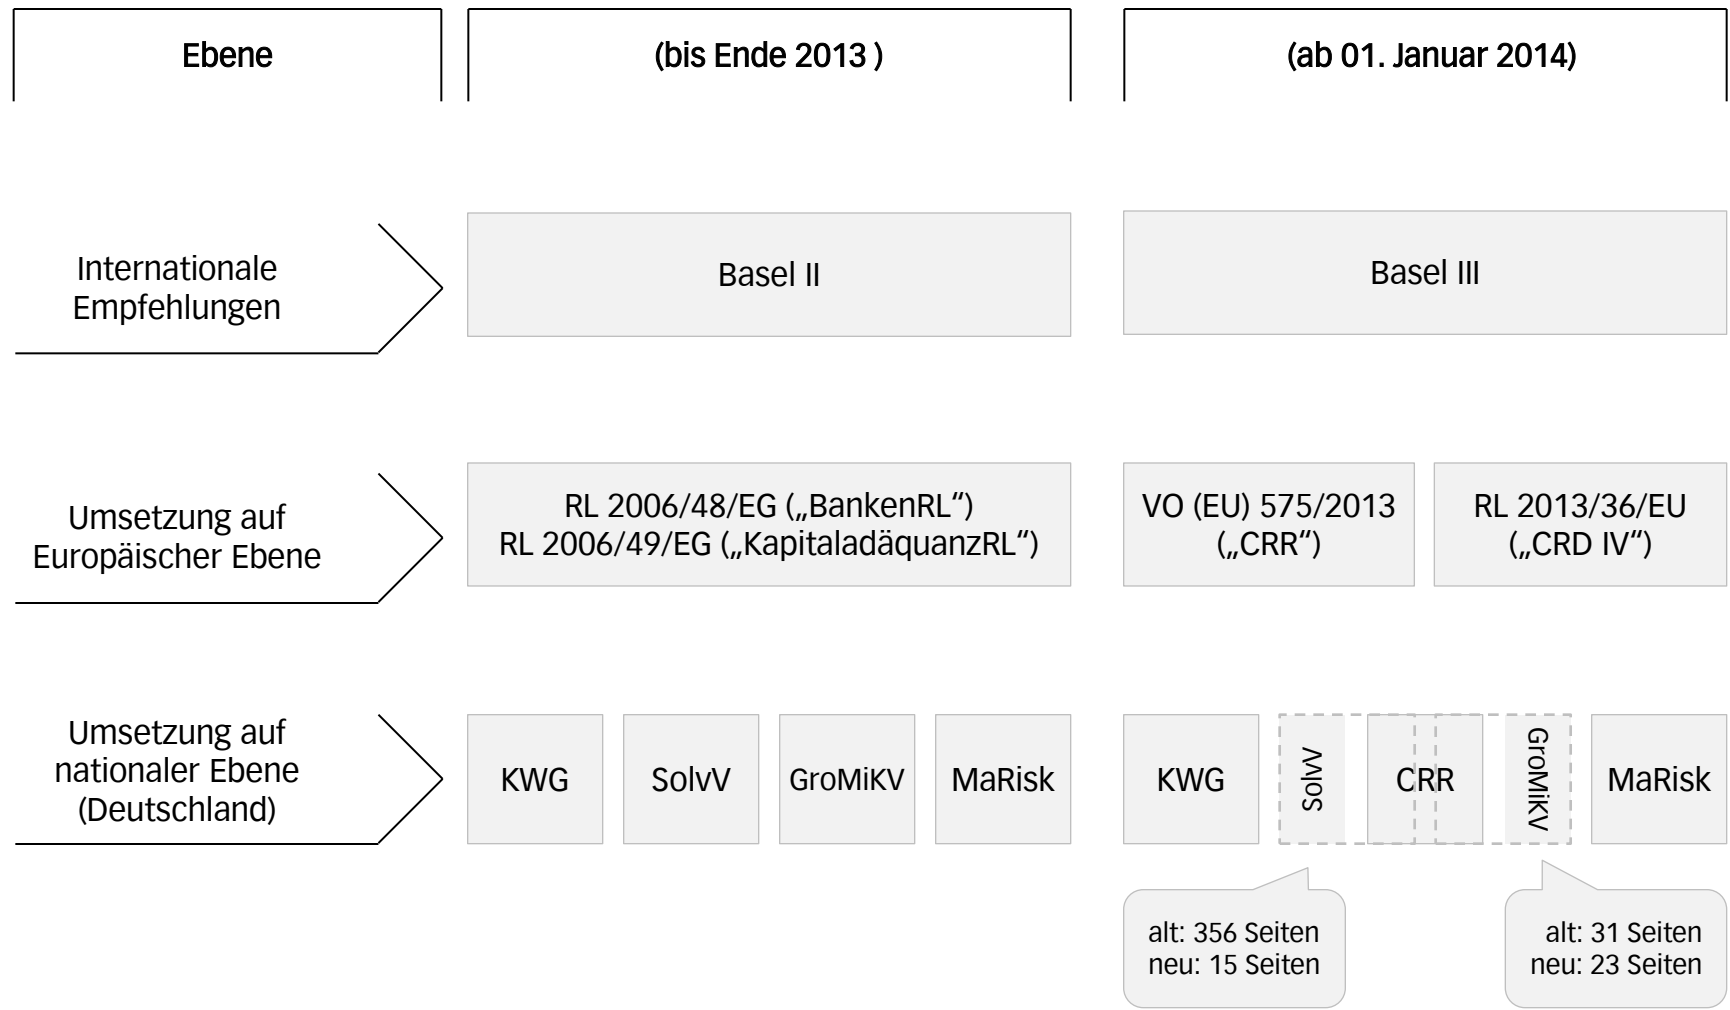 Ebene
(bis Ende 2013 )
(ab 01. Januar 2014)
Internationale
Empfehlungen
Basel II
Basel III
Umsetzung auf
Europäischer Ebene
RL 2006/48/EG („BankenRL“)
RL 2006/49/EG („KapitaladäquanzRL“)
VO (EU) 575/2013
(„CRR“)
RL 2013/36/EU
(„CRD IV“)
Umsetzung auf
nationaler Ebene
(Deutschland)
KWG
SolvV
GroMiKV
MaRisk
KWG
SolvV
CRR
GroMiKV
MaRisk
alt: 356 Seiten
neu: 15 Seiten
alt: 31 Seiten
neu: 23 Seiten